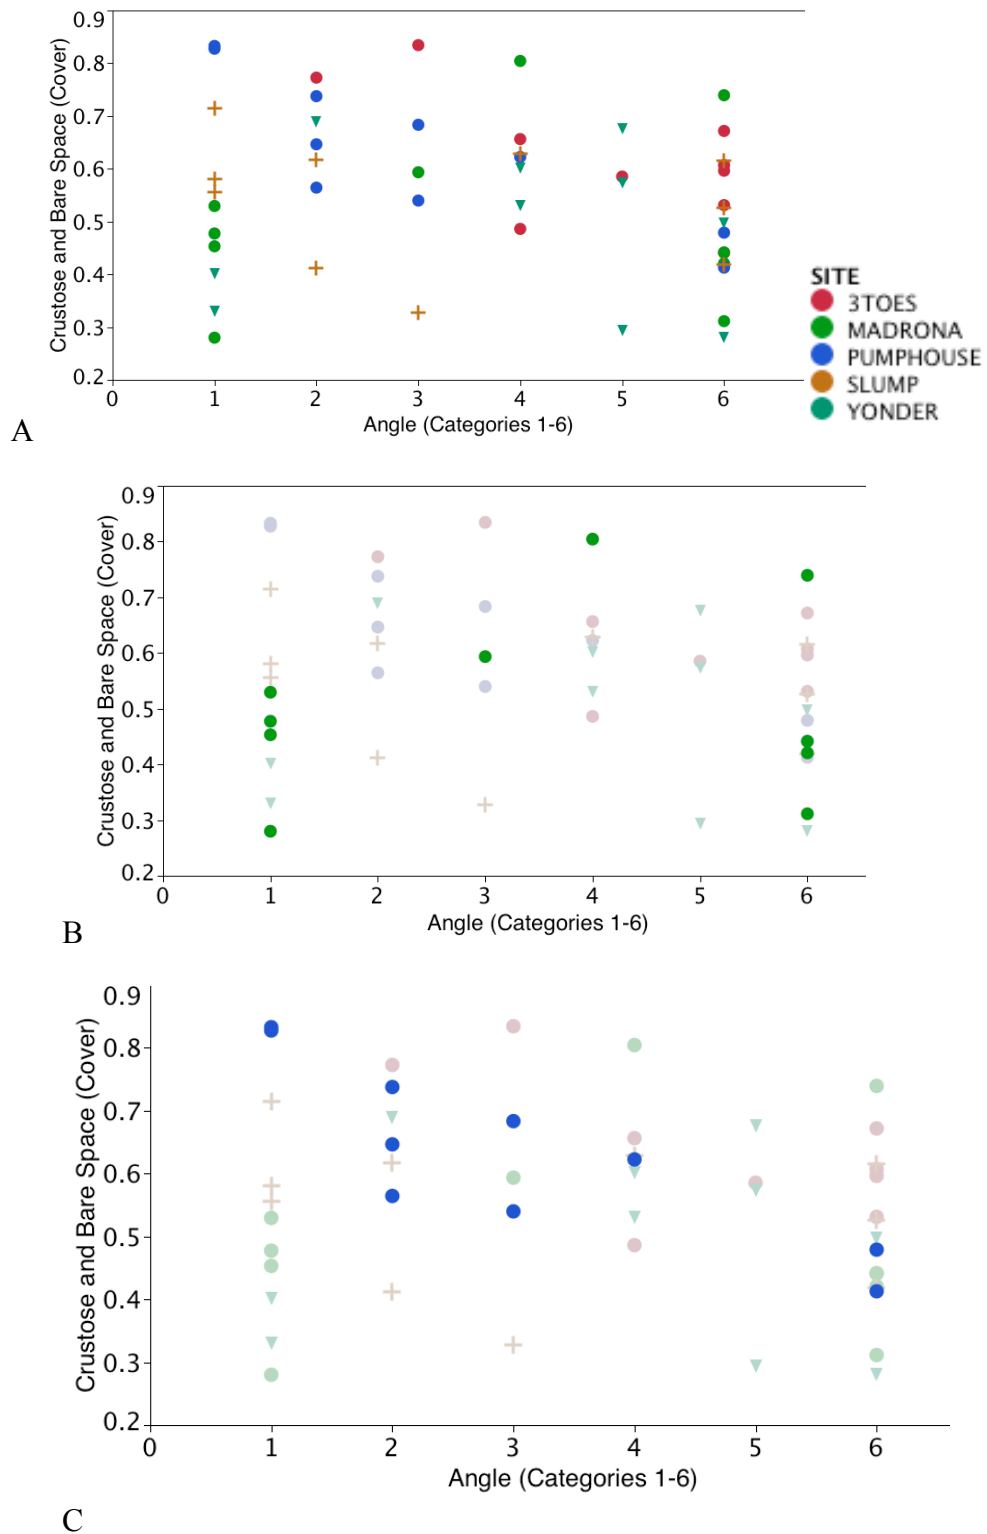 0.9
0.8
0.7
0.6
0.5
0.4
0.3
0.2
Crustose and Bare Space (Cover)
0 1 2 3 4 5 6
Angle (Categories 1-6)
SITE
3TOES
MADRONA
PUMPHOUSE
SLUMP
YONDER
A
0.9
0.8
0.7
0.6
0.5
0.4
0.3
0.2
Crustose and Bare Space (Cover)
0 1 2 3 4 5 6
Angle (Categories 1-6)
B
0.9
0.8
0.7
0.6
0.5
0.4
0.3
0.2
Crustose and Bare Space (Cover)
0 1 2 3 4 5 6
Angle (Categories 1-6)
C